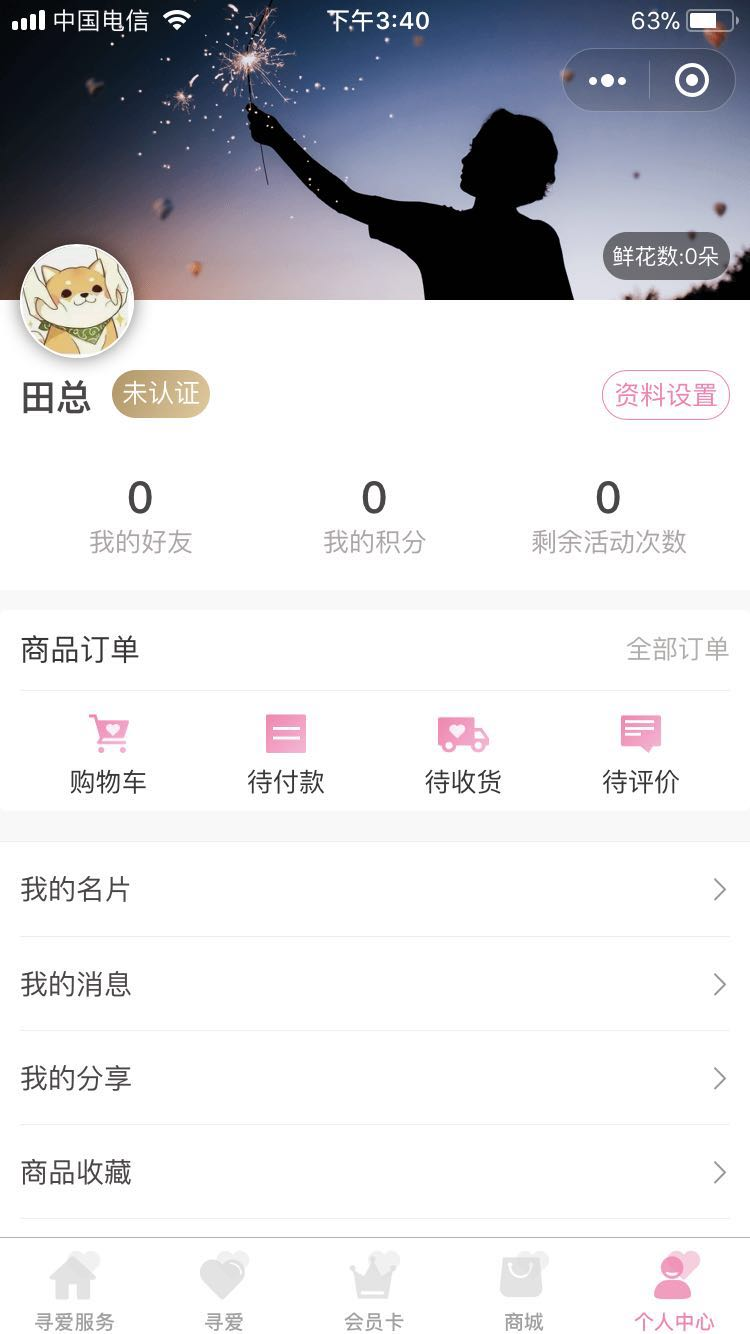 中国电信 下午3:40 63%
鲜花数:0朵
田总 未认证 资料设置
0 0 0
我的好友 我的积分 剩余活动次数
商品订单 全部订单
购物车 待付款 待收货 待评价
我的名片
我的消息
我的分享
商品收藏
寻爱服务 寻爱 会员卡 商城 个人中心